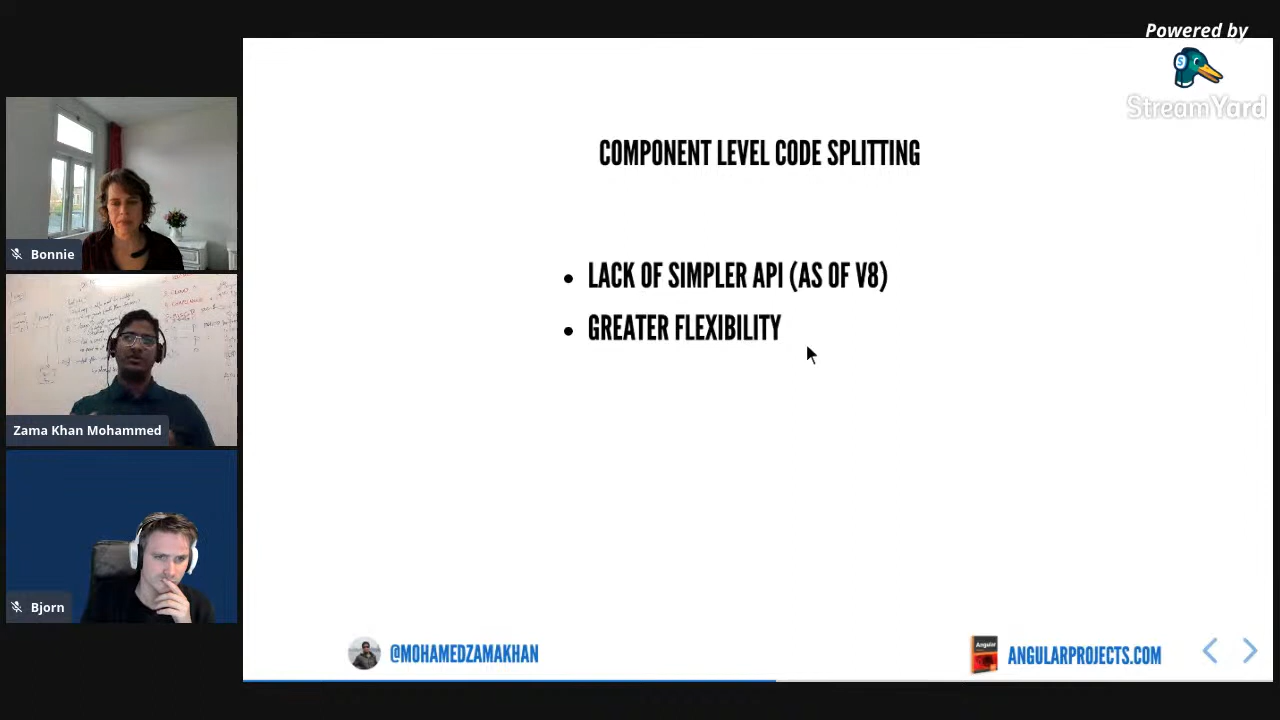 Powered by
StreamYard
COMPONENT LEVEL CODE SPLITTING
• LACK OF SIMPLER API (AS OF V8)
• GREATER FLEXIBILITY
Bonnie
Zama Khan Mohammed
Bjorn
@MOHAMEDZAMAKHAN
Angular
ANGULARPROJECTS.COM